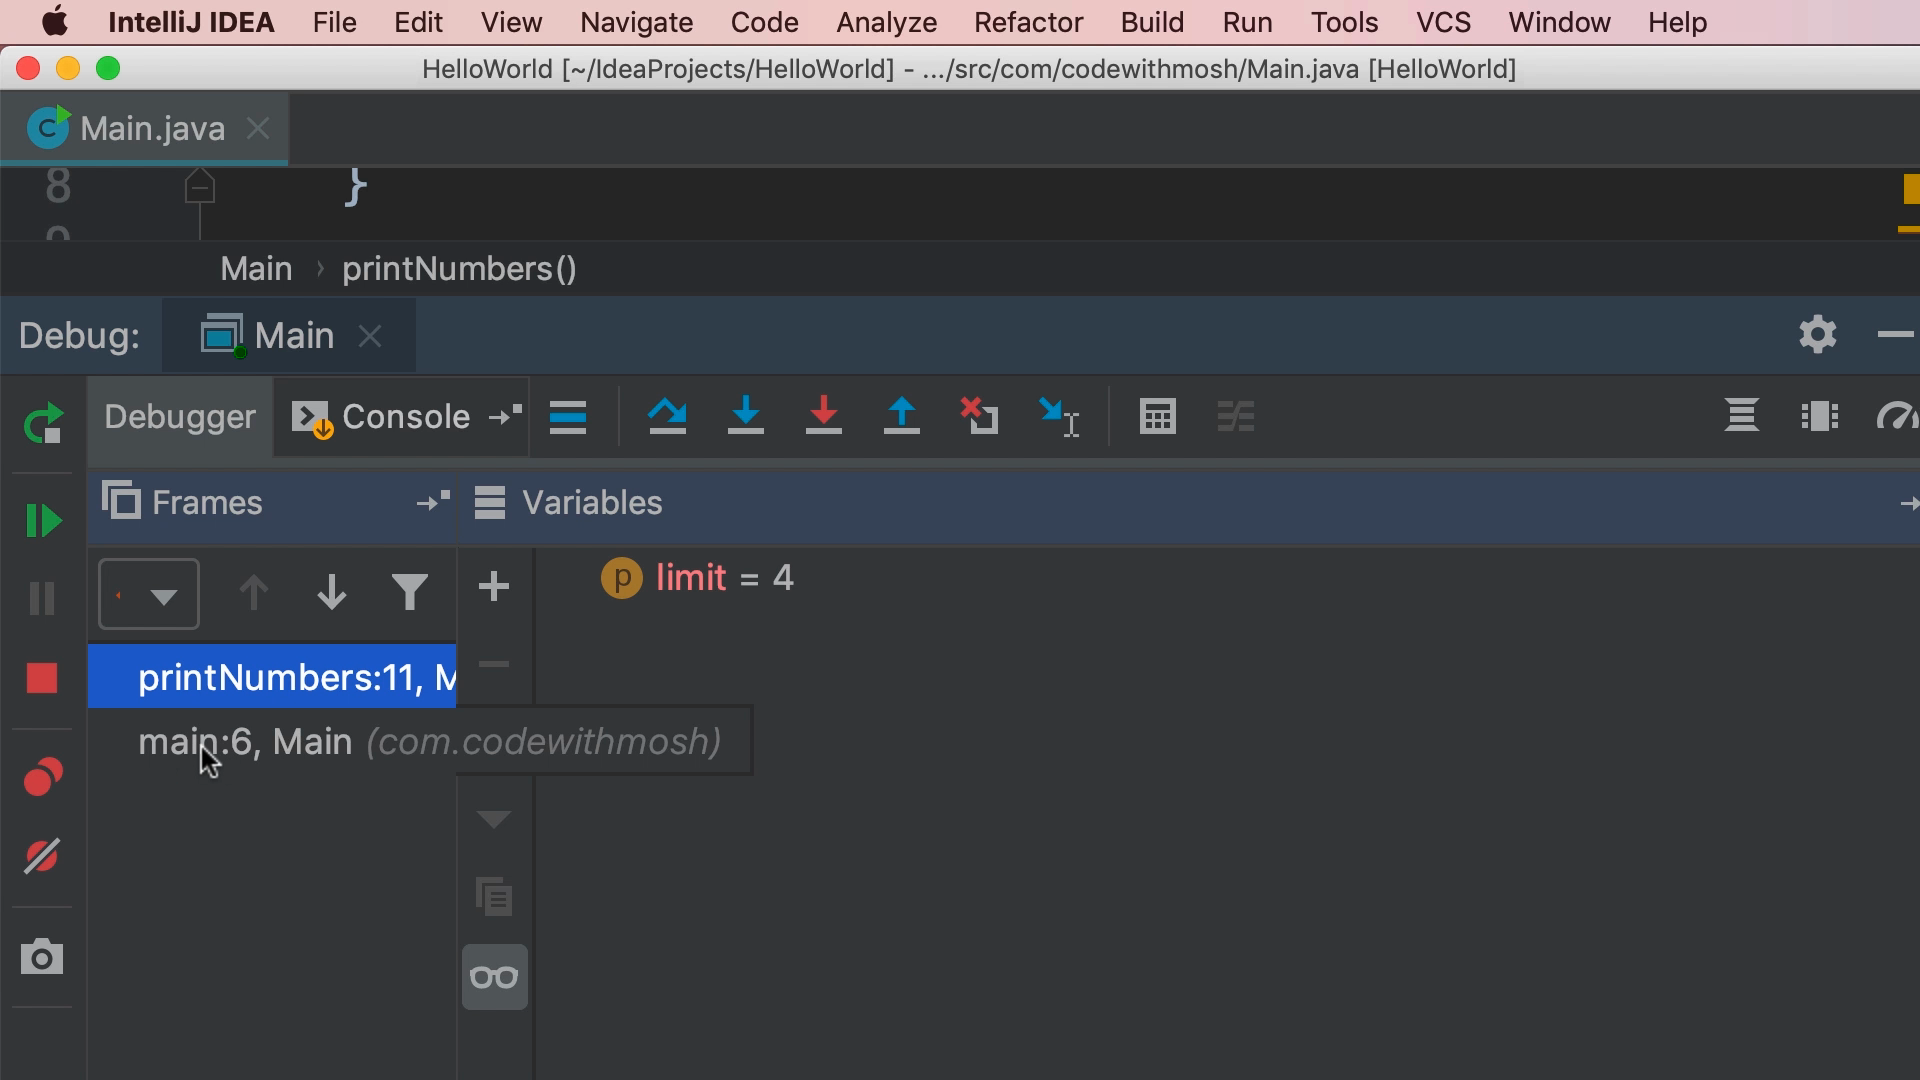 IntelliJ IDEA File Edit View Navigate Code Analyze Refactor Build Run Tools VCS Window Help
HelloWorld [~/IdeaProjects/HelloWorld] - .../src/com/codewithmosh/Main.java [HelloWorld]
Main.java
8 }
Main › printNumbers()
Debug: Main
Debugger Console
Frames Variables
p limit = 4
printNumbers:11, M
main:6, Main (com.codewithmosh)